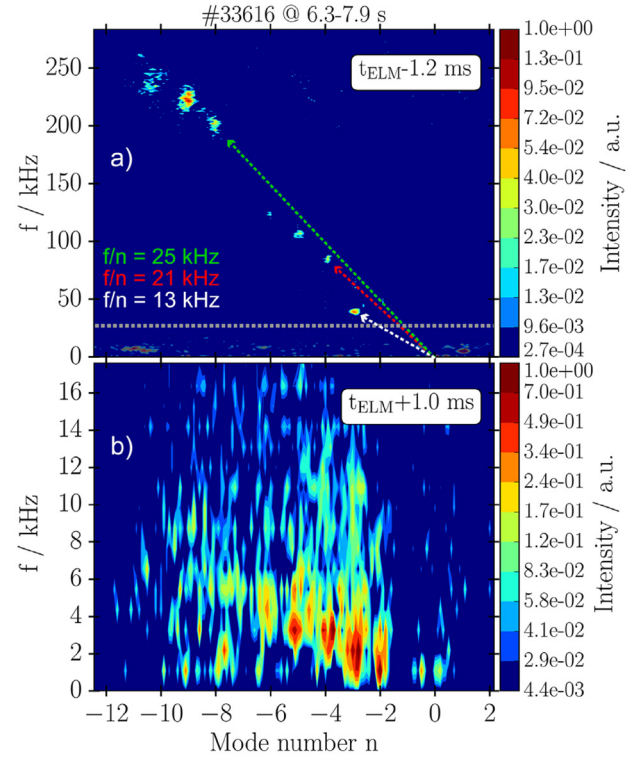 #33616 @ 6.3-7.9 s
t_ELM-1.2 ms
a)
f / kHz
250
200
150
100
50
0
f/n = 25 kHz
f/n = 21 kHz
f/n = 13 kHz
1.0e+00
1.3e-01
9.5e-02
7.2e-02
5.4e-02
4.0e-02
3.0e-02
2.3e-02
1.7e-02
1.3e-02
9.6e-03
2.7e-04
Intensity / a.u.
t_ELM+1.0 ms
b)
f / kHz
16
14
12
10
8
6
4
2
0
1.0e+00
7.0e-01
4.9e-01
3.4e-01
2.4e-01
1.7e-01
1.2e-01
8.3e-02
5.8e-02
4.1e-02
2.9e-02
4.4e-03
Intensity / a.u.
−12 −10 −8 −6 −4 −2 0 2
Mode number n